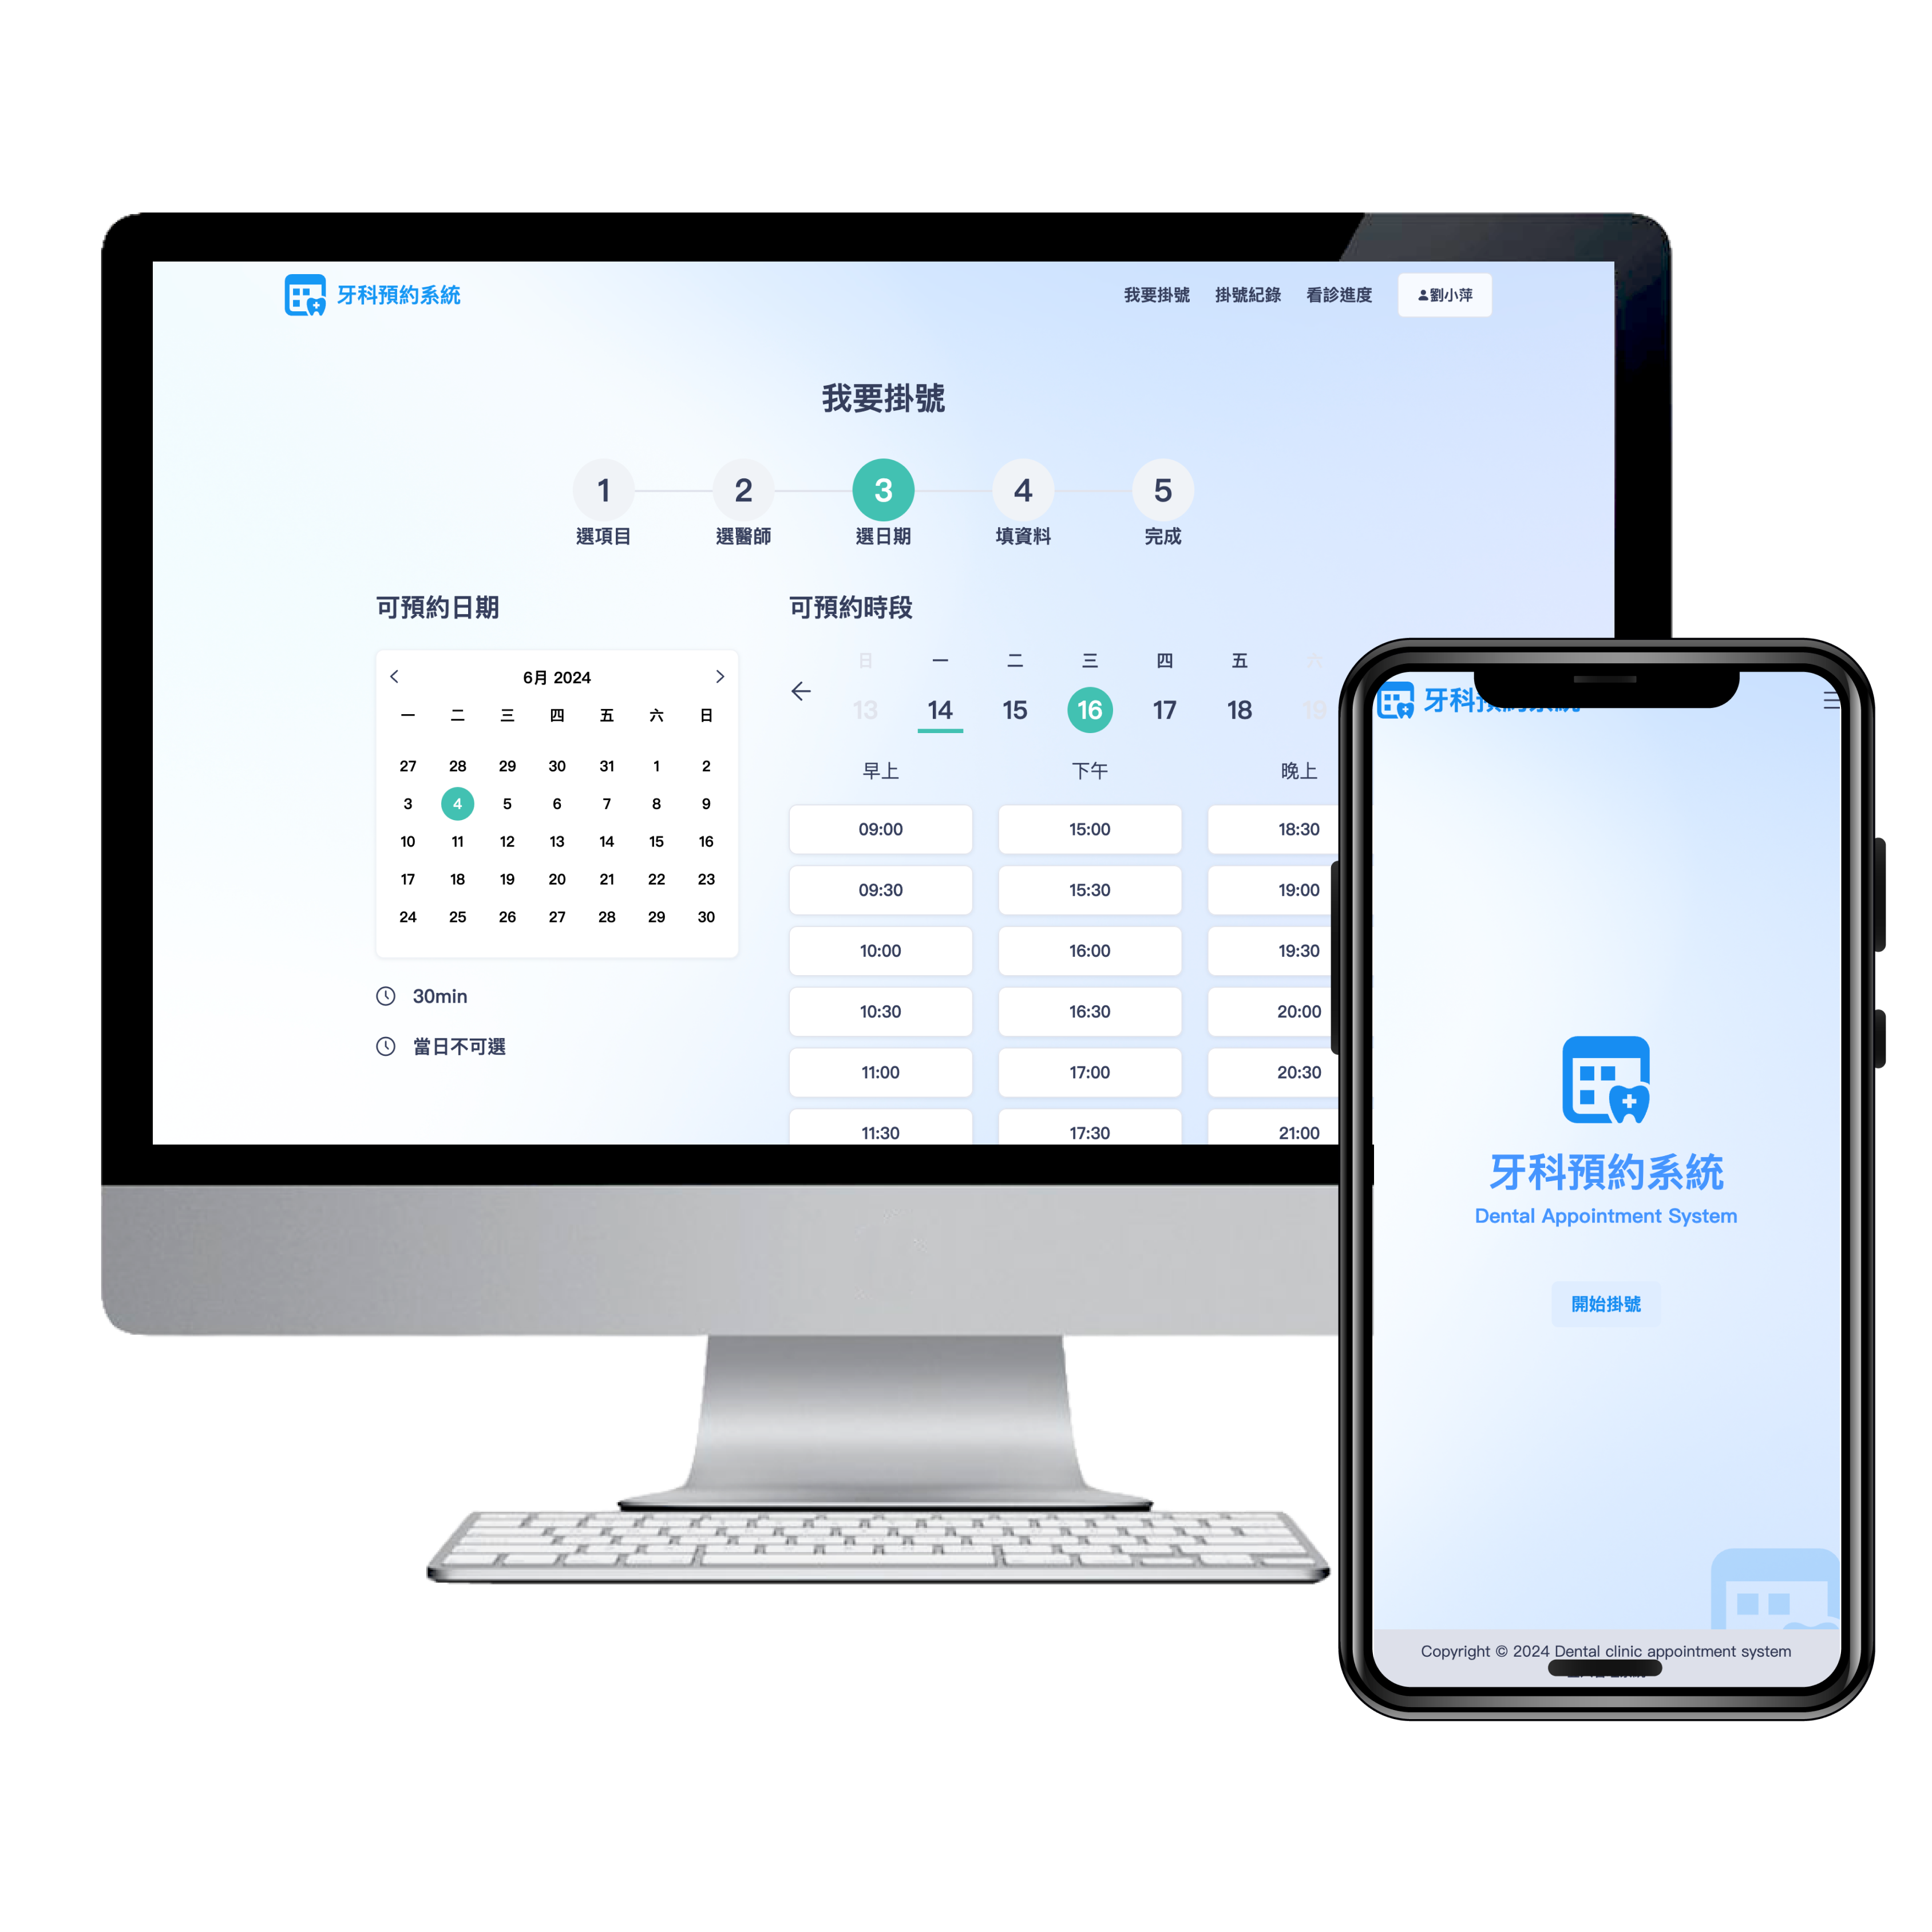 牙科預約系統
我要掛號 掛號紀錄 看診進度 劉小萍
我要掛號
1 2 3 4 5
選項目 選醫師 選日期 填資料 完成
可預約日期
6月 2024
一 二 三 四 五 六 日
27 28 29 30 31 1 2
3 4 5 6 7 8 9
10 11 12 13 14 15 16
17 18 19 20 21 22 23
24 25 26 27 28 29 30
30min
當日不可選
可預約時段
日 一 二 三 四 五 六
13 14 15 16 17 18 19
早上 下午 晚上
09:00 15:00 18:30
09:30 15:30 19:00
10:00 16:00 19:30
10:30 16:30 20:00
11:00 17:00 20:30
11:30 17:30 21:00
牙科預約系統
牙科預約系統
Dental Appointment System
開始掛號
Copyright © 2024 Dental clinic appointment system